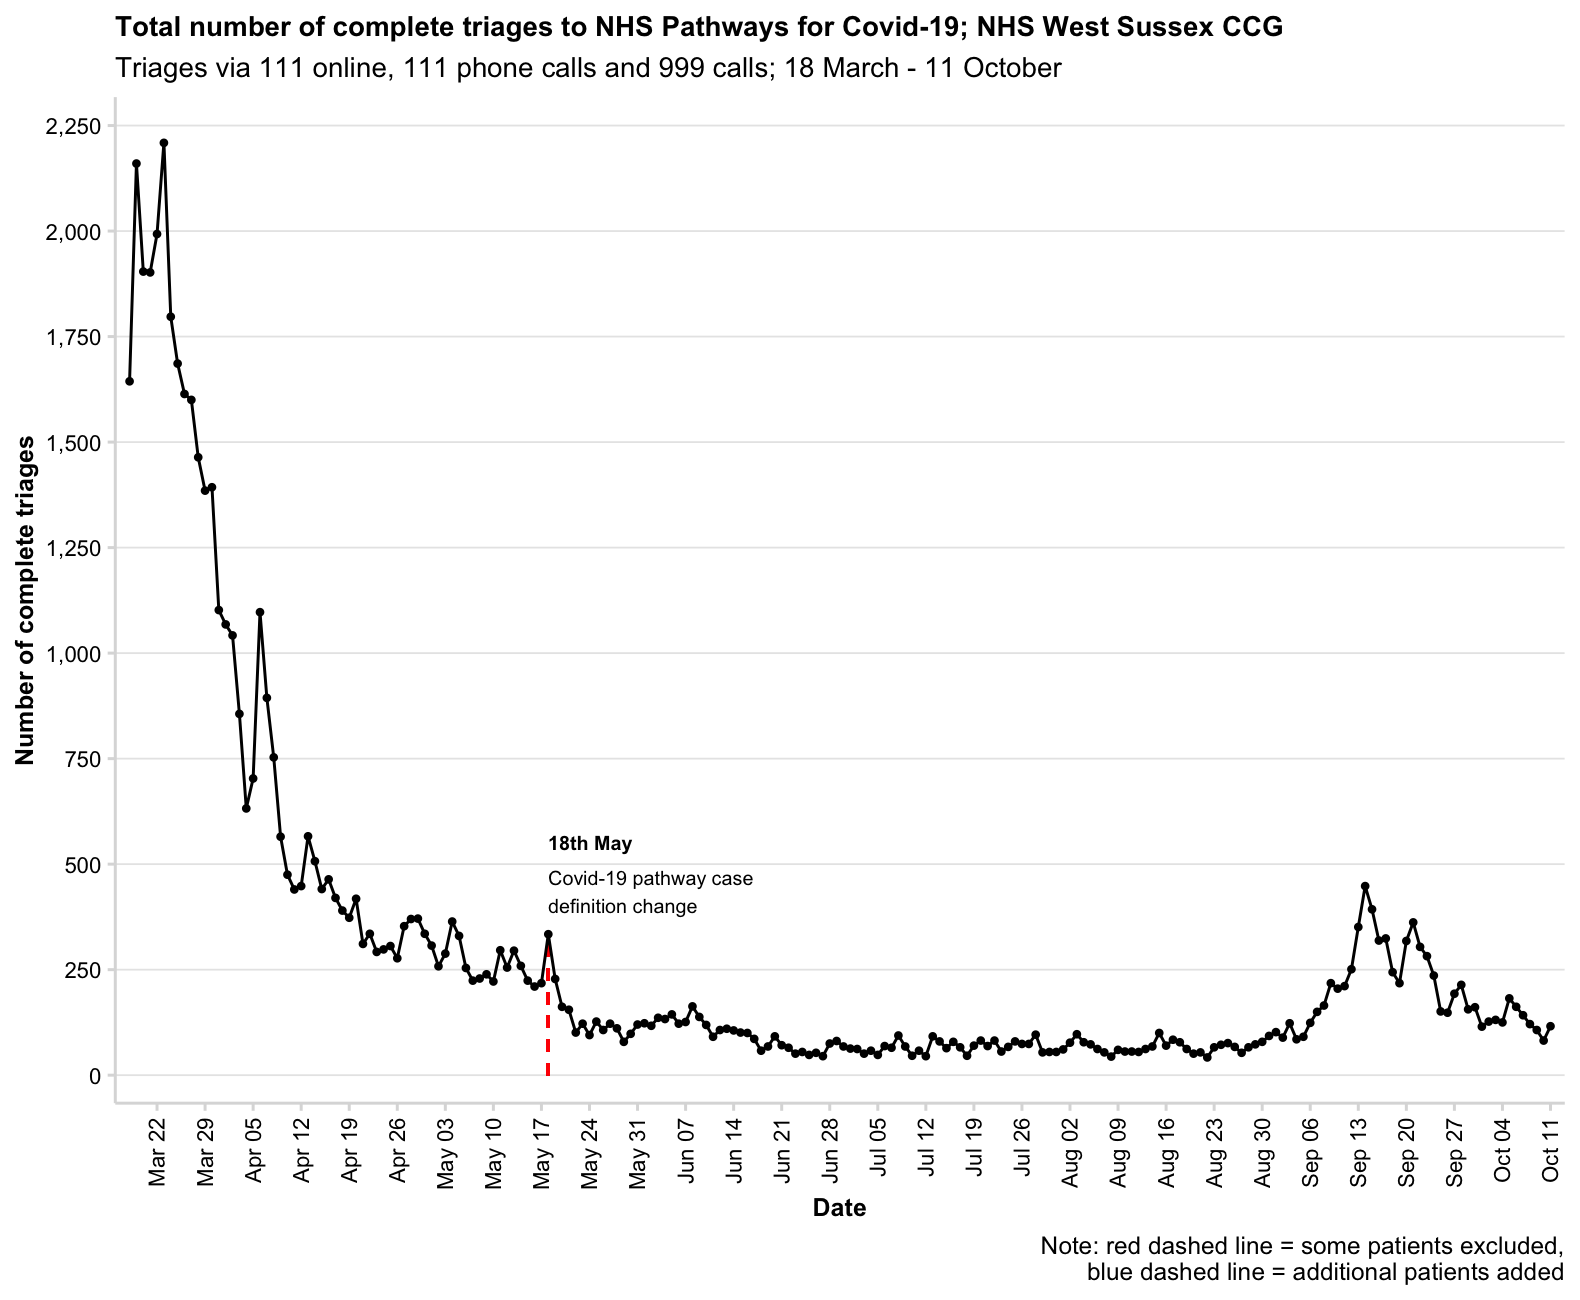 Total number of complete triages to NHS Pathways for Covid-19; NHS West Sussex CCG
Triages via 111 online, 111 phone calls and 999 calls; 18 March - 11 October
Number of complete triages
2,250
2,000
1,750
1,500
1,250
1,000
750
500
250
0
18th May
Covid-19 pathway case
definition change
Mar 22
Mar 29
Apr 05
Apr 12
Apr 19
Apr 26
May 03
May 10
May 17
May 24
May 31
Jun 07
Jun 14
Jun 21
Jun 28
Jul 05
Jul 12
Jul 19
Jul 26
Aug 02
Aug 09
Aug 16
Aug 23
Aug 30
Sep 06
Sep 13
Sep 20
Sep 27
Oct 04
Oct 11
Date
Note: red dashed line = some patients excluded,
blue dashed line = additional patients added